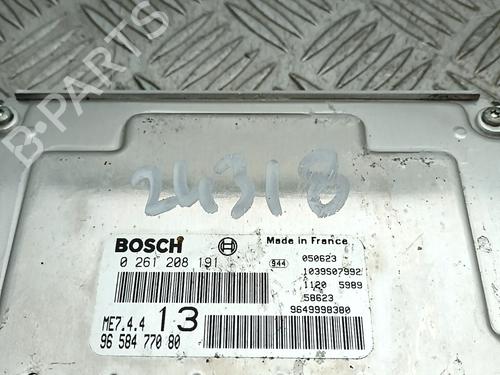 B-PARTS
24318
BOSCH
Made in France
0 261 208 191
944
050623
1039S07992
1120 5989
58623
9649998380
ME7.4.4 13
96 584 770 80